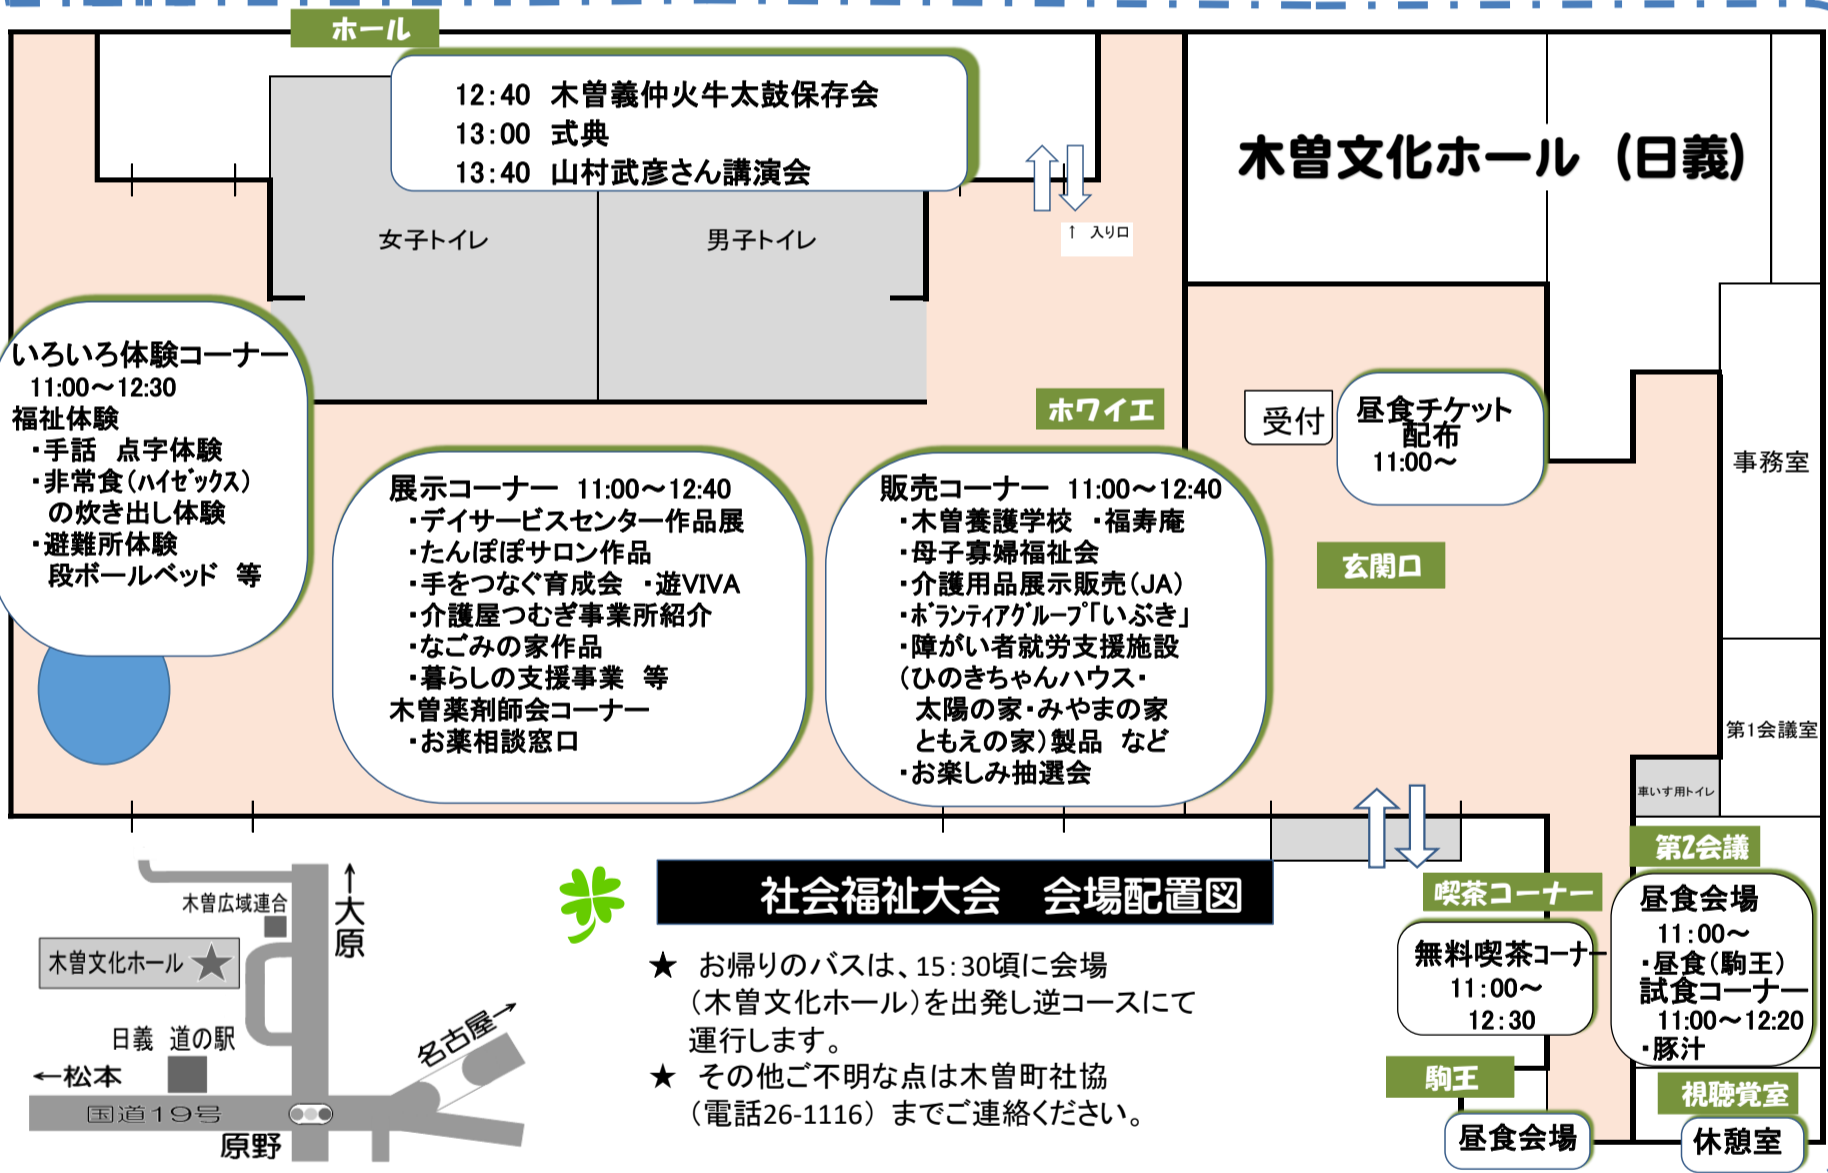 ホール
12:40 木曽義仲火牛太鼓保存会
13:00 式典
13:40 山村武彦さん講演会
木曽文化ホール（日義）
女子トイレ
男子トイレ
↑ 入り口
いろいろ体験コーナー
11:00～12:30
福祉体験
・手話 点字体験
・非常食（ﾊｲｾﾞｯｸｽ）
の炊き出し体験
・避難所体験
段ボールベッド 等
ホワイエ
受付
昼食チケット
配布
11:00～
事務室
展示コーナー 11:00～12:40
・デイサービスセンター作品展
・たんぽぽサロン作品
・手をつなぐ育成会 ・遊VIVA
・介護屋つむぎ事業所紹介
・なごみの家作品
・暮らしの支援事業 等
木曽薬剤師会コーナー
・お薬相談窓口
販売コーナー 11:00～12:40
・木曽養護学校 ・福寿庵
・母子寡婦福祉会
・介護用品展示販売（JA）
・ﾎﾞﾗﾝﾃｨｱｸﾞﾙｰﾌﾟ「いぶき」
・障がい者就労支援施設
（ひのきちゃんハウス・
太陽の家・みやまの家
ともえの家）製品 など
・お楽しみ抽選会
玄関口
第1会議室
車いす用トイレ
第2会議
昼食会場
11:00～
・昼食（駒王）
試食コーナー
11:00～12:20
・豚汁
喫茶コーナー
無料喫茶コーナー
11:00～
12:30
駒王
昼食会場
視聴覚室
休憩室
社会福祉大会 会場配置図
★ お帰りのバスは、15:30頃に会場
（木曽文化ホール）を出発し逆コースにて
運行します。
★ その他ご不明な点は木曽町社協
（電話26-1116）までご連絡ください。
木曽広域連合
↑大原
木曽文化ホール★
日義 道の駅
名古屋→
←松本
国道19号
原野